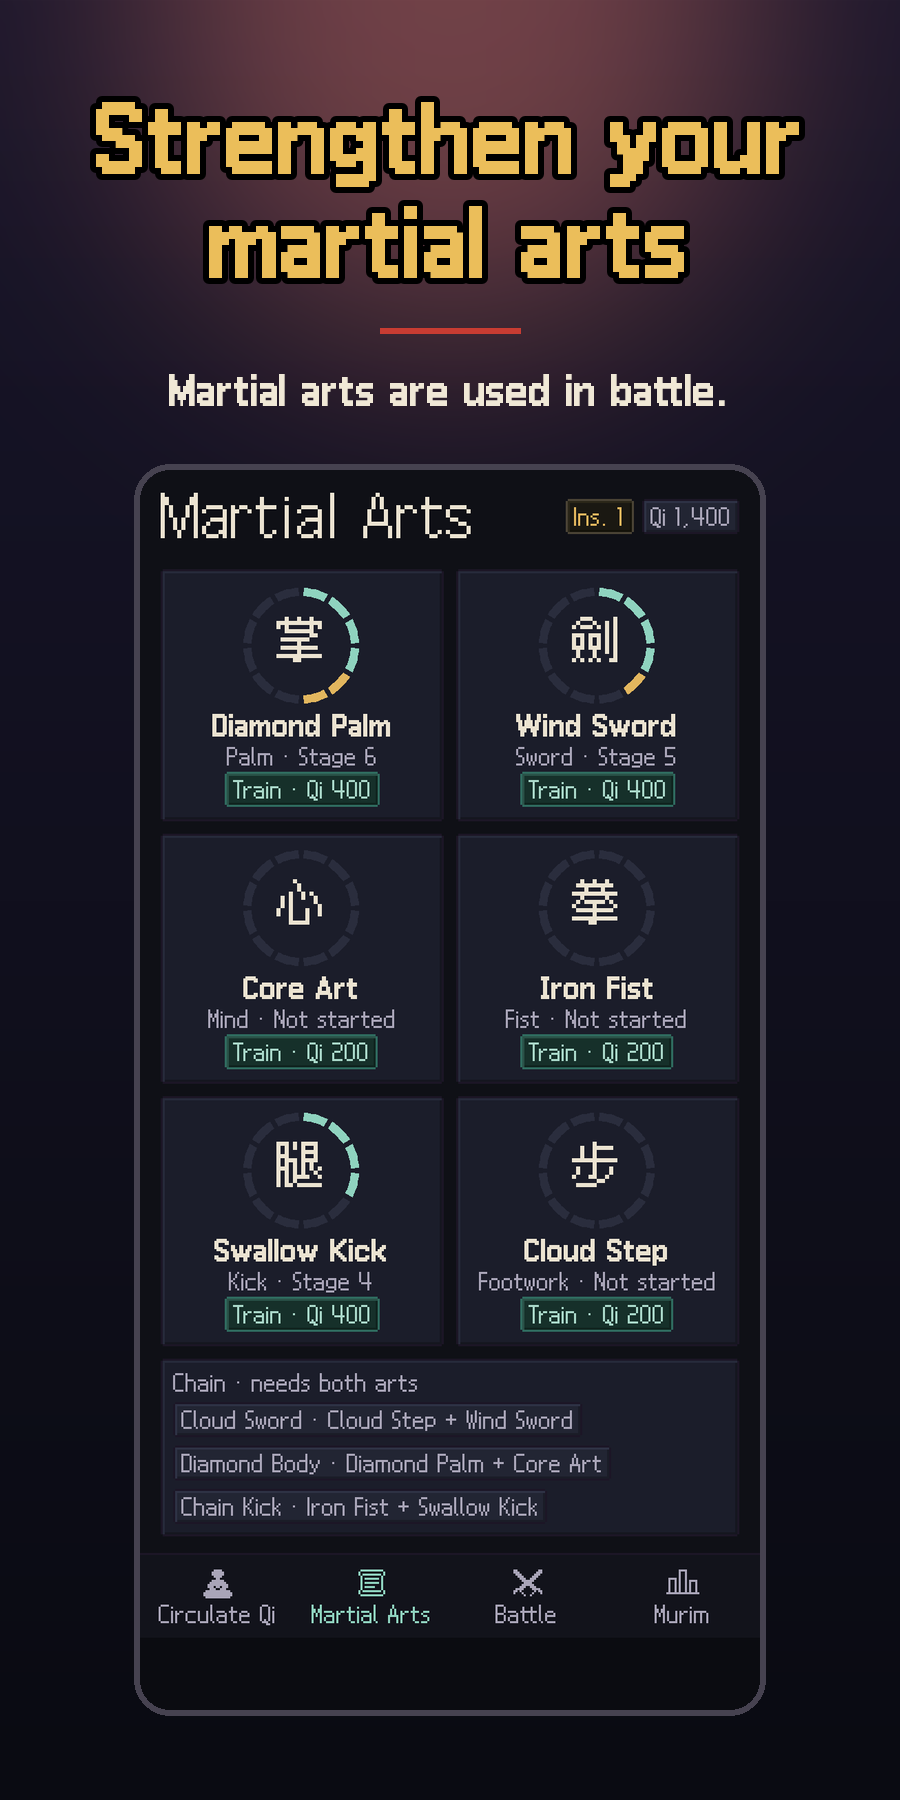 Strengthen your
martial arts
Martial arts are used in battle.
Martial Arts
Ins. 1
Qi 1,400
掌
Diamond Palm
Palm · Stage 6
Train · Qi 400
劍
Wind Sword
Sword · Stage 5
Train · Qi 400
心
Core Art
Mind · Not started
Train · Qi 200
拳
Iron Fist
Fist · Not started
Train · Qi 200
腿
Swallow Kick
Kick · Stage 4
Train · Qi 400
步
Cloud Step
Footwork · Not started
Train · Qi 200
Chain · needs both arts
Cloud Sword · Cloud Step + Wind Sword
Diamond Body · Diamond Palm + Core Art
Chain Kick · Iron Fist + Swallow Kick
Circulate Qi
Martial Arts
Battle
Murim